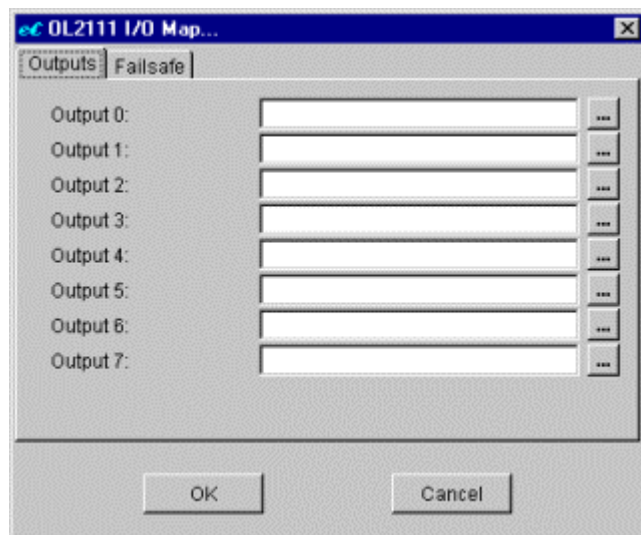 eC OL2111 I/O Map...
Outputs Failsafe
Output 0: ...
Output 1: ...
Output 2: ...
Output 3: ...
Output 4: ...
Output 5: ...
Output 6: ...
Output 7: ...
OK Cancel